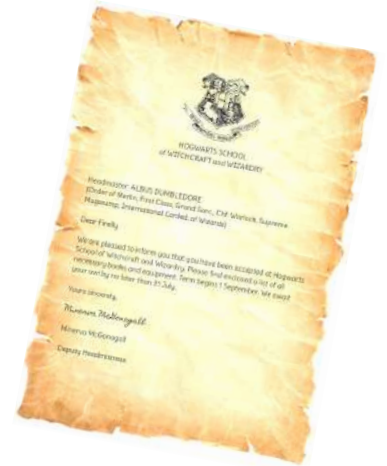 HOGWARTS SCHOOL
of WITCHCRAFT and WIZARDRY
Headmaster: ALBUS DUMBLEDORE
(Order of Merlin, First Class, Grand Sorc., Chf Warlock, Supreme
Mugwump, International Confed. of Wizards)
Dear Firefly
We are pleased to inform you that you have been accepted at Hogwarts
School of Witchcraft and Wizardry. Please find enclosed a list of all
necessary books and equipment. Term begins 1 September. We await
your owl by no later than 31 July.
Yours sincerely,
Minerva McGonagall
Minerva McGonagall
Deputy Headmistress